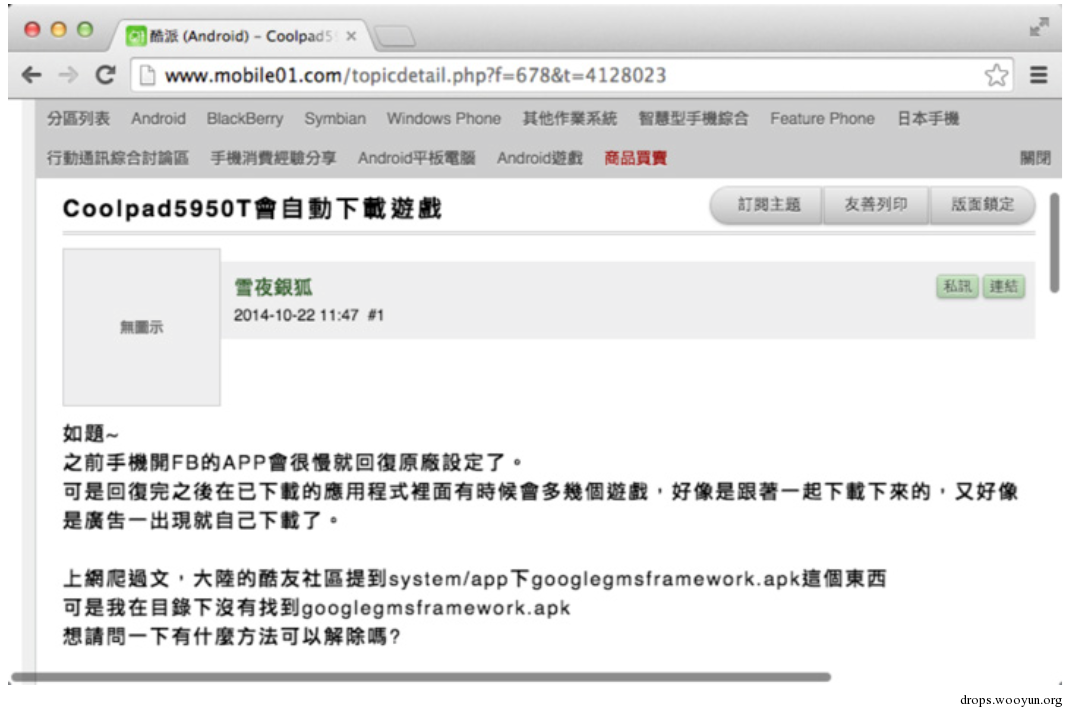 酷派 (Android) – Coolpad5
www.mobile01.com/topicdetail.php?f=678&t=4128023
分區列表 Android BlackBerry Symbian Windows Phone 其他作業系統 智慧型手機綜合 Feature Phone 日本手機
行動通訊綜合討論區 手機消費經驗分享 Android平板電腦 Android遊戲 商品買賣 關閉
Coolpad5950T會自動下載遊戲 訂閱主題 友善列印 版面鎖定
無圖示
雪夜銀狐 私訊 連結
2014-10-22 11:47 #1
如題~
之前手機開FB的APP會很慢就回復原廠設定了。
可是回復完之後在已下載的應用程式裡面有時候會多幾個遊戲，好像是跟著一起下載下來的，又好像
是廣告一出現就自己下載了。
上網爬過文，大陸的酷友社區提到system/app下googlegmsframework.apk這個東西
可是我在目錄下沒有找到googlegmsframework.apk
想請問一下有什麼方法可以解除嗎?
drops.wooyun.org